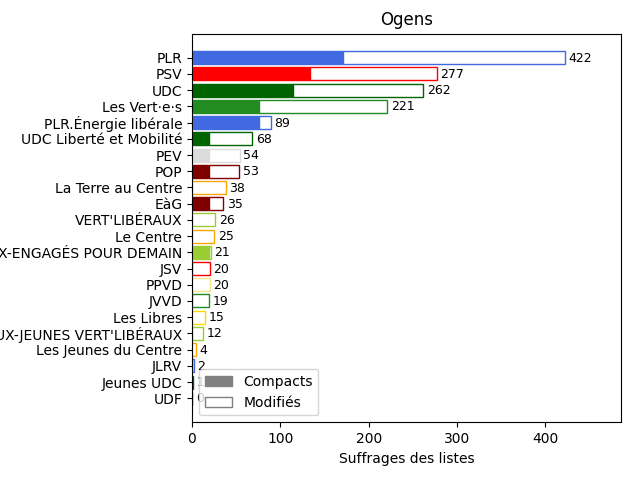 Ogens
PLR 422
PSV 277
UDC 262
Les Vert·e·s 221
PLR.Énergie libérale 89
UDC Liberté et Mobilité 68
PEV 54
POP 53
La Terre au Centre 38
EàG 35
VERT'LIBÉRAUX 26
Le Centre 25
X-ENGAGÉS POUR DEMAIN 21
JSV 20
PPVD 20
JVVD 19
Les Libres 15
UX-JEUNES VERT'LIBÉRAUX 12
Les Jeunes du Centre 4
JLRV 2
Jeunes UDC
UDF 0
Compacts
Modifiés
0 100 200 300 400
Suffrages des listes